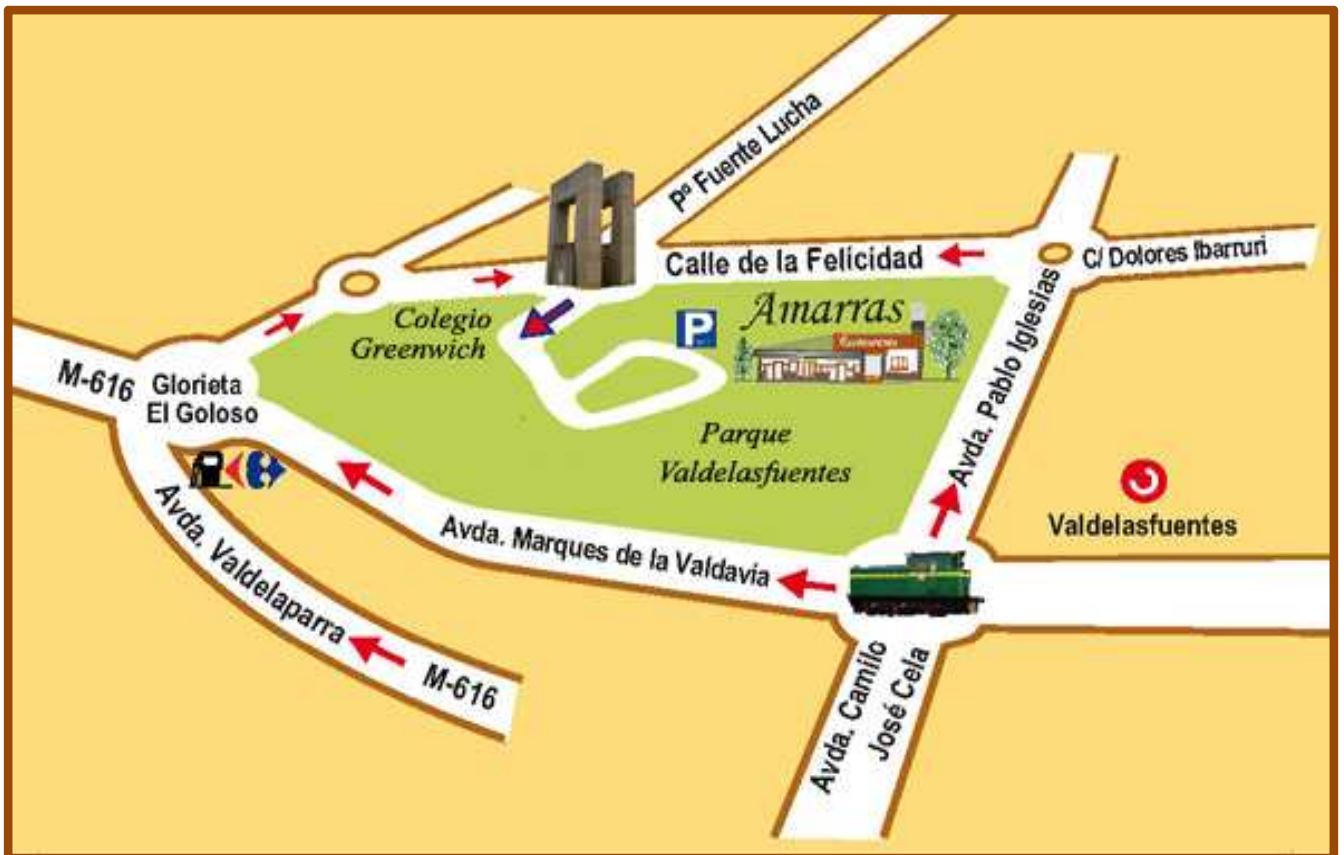 Pº Fuente Lucha
Calle de la Felicidad
C/ Dolores Ibarruri
Colegio
Greenwich
P
Amarras
Restaurante
Avda. Pablo Iglesias
M-616
Glorieta
El Goloso
Parque
Valdelasfuentes
Valdelasfuentes
Avda. Marques de la Valdavia
Avda. Valdelaparra
M-616
Avda. Camilo
José Cela